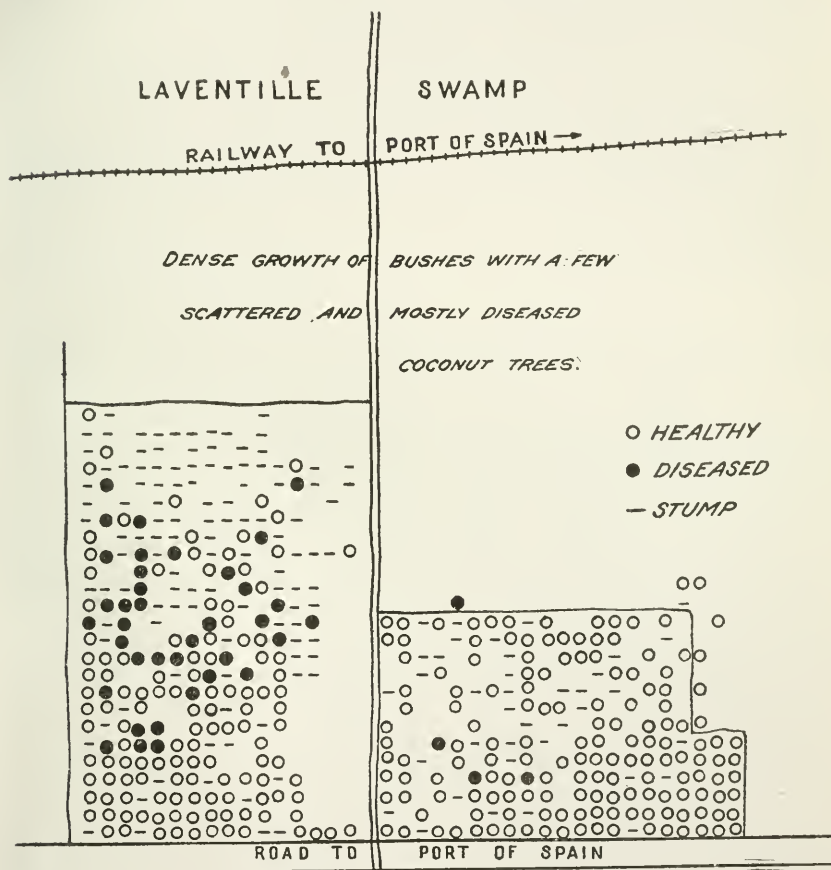 LAVENTILLE SWAMP
RAILWAY TO PORT OF SPAIN →
DENSE GROWTH OF BUSHES WITH A FEW
SCATTERED AND MOSTLY DISEASED
COCONUT TREES.
○ HEALTHY
● DISEASED
– STUMP
ROAD TO PORT OF SPAIN